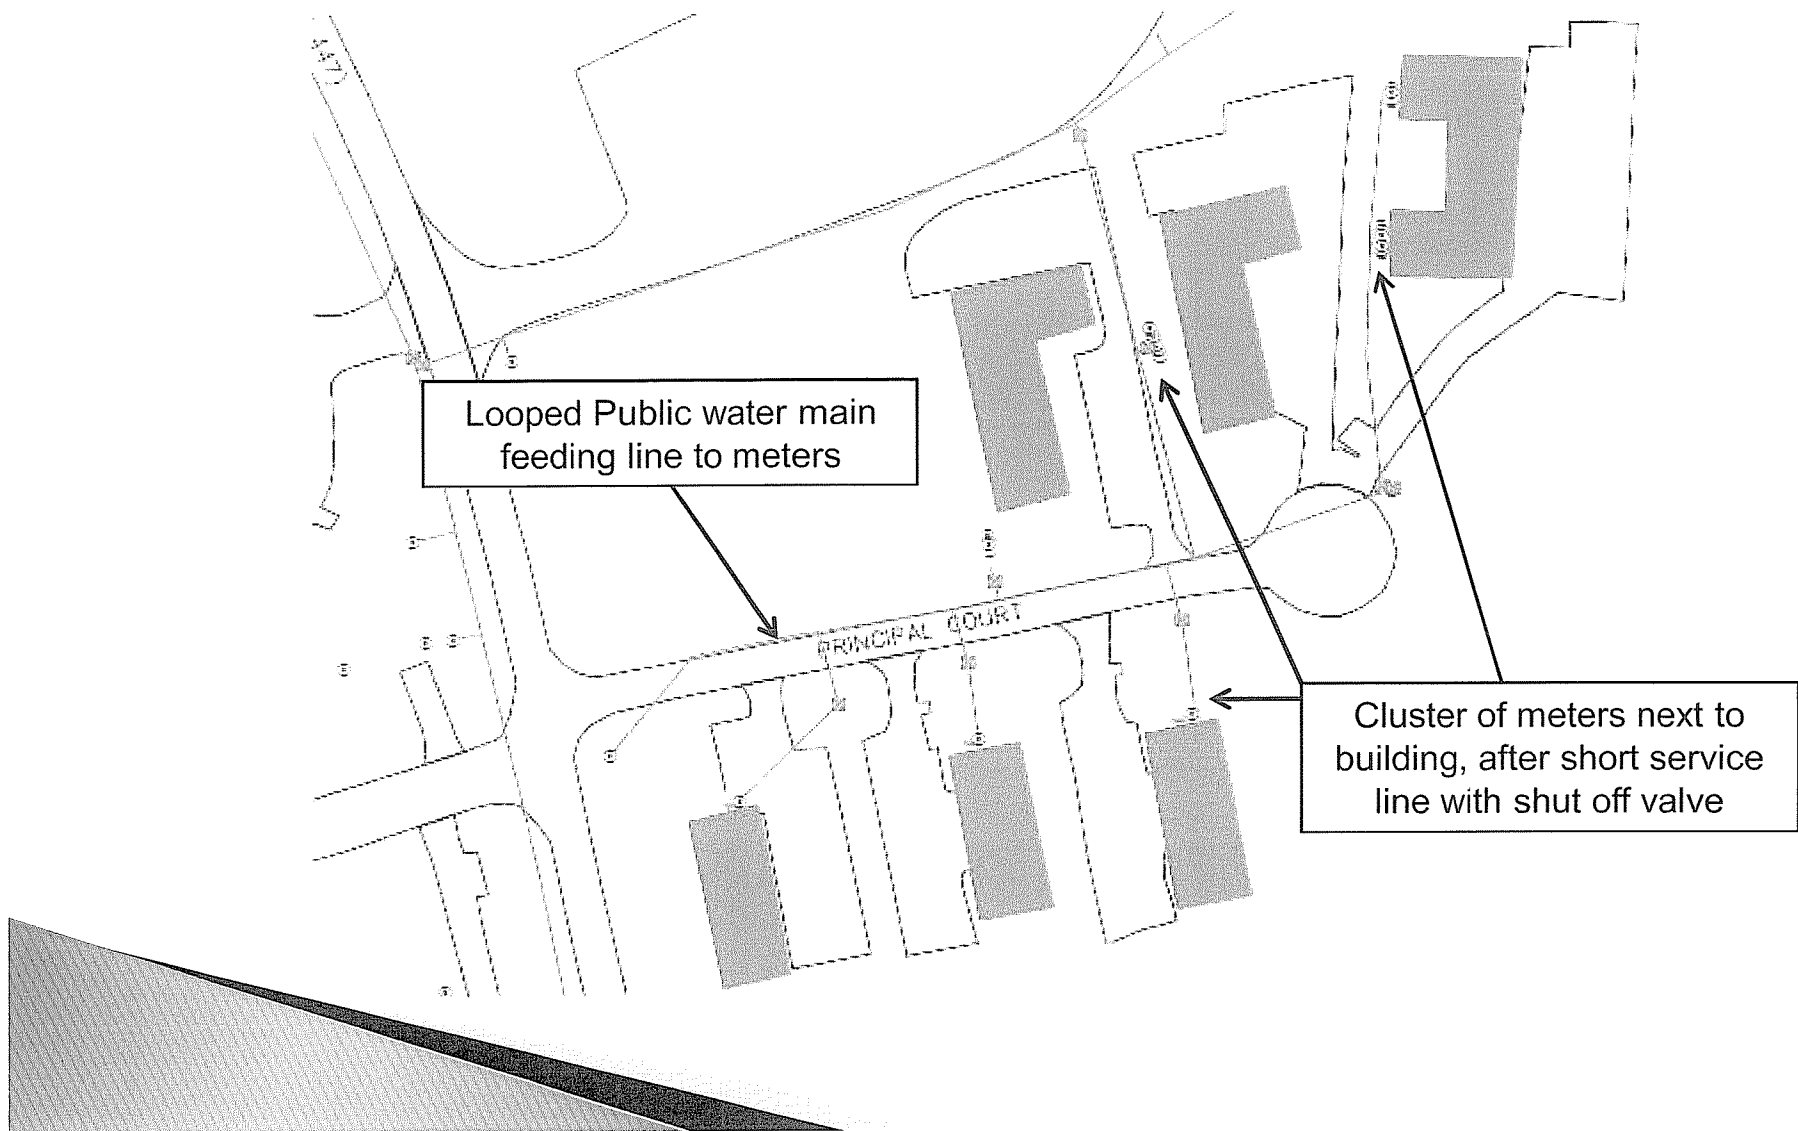 447)
Looped Public water main
feeding line to meters
PRINCIPAL COURT
Cluster of meters next to
building, after short service
line with shut off valve